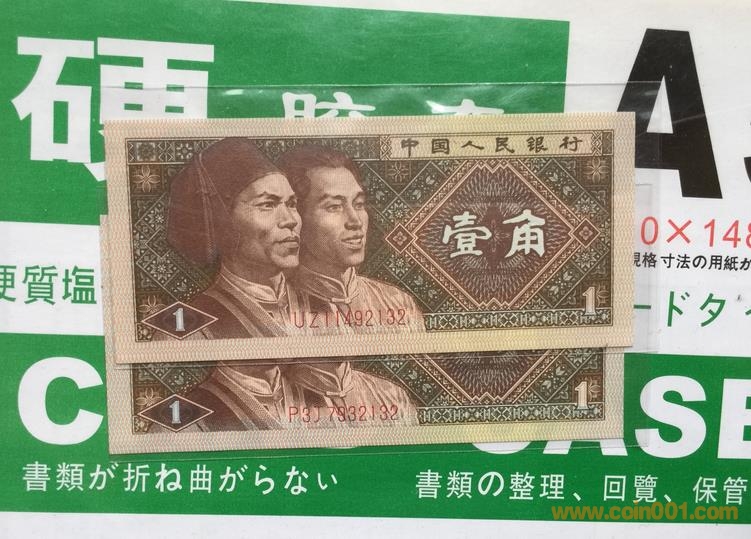 硬
A
中国人民银行
壹角
0×148
規格寸法の用紙が
硬質塩
ードタイ
1
UZ11492132
1
C
1
P3J7932132
1
CASE
書類が折ね曲がらない
書類の整理、回覧、保管
www.coin001.com